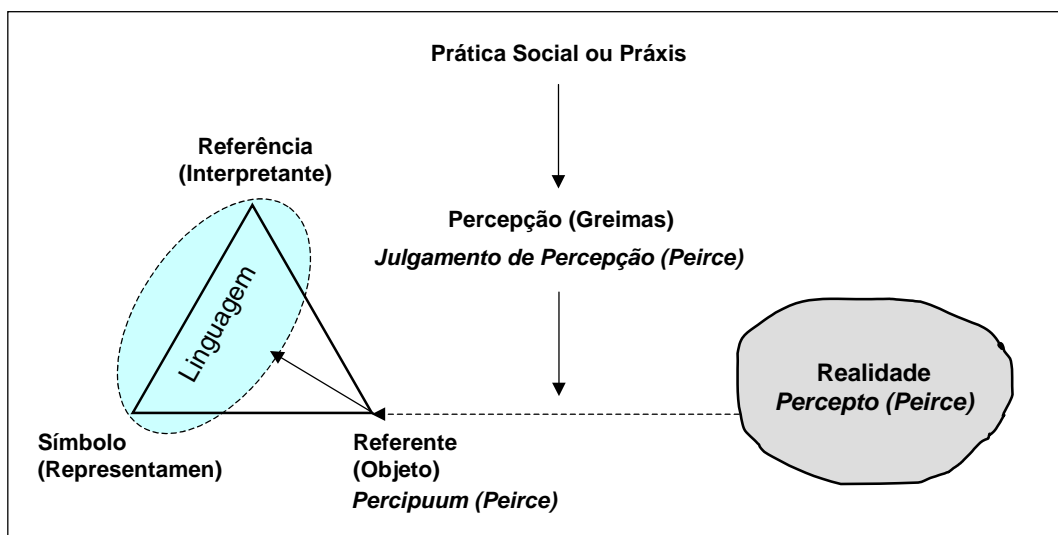 Prática Social ou Práxis
Referência
(Interpretante)
Percepção (Greimas)
Julgamento de Percepção (Peirce)
Linguagem
Realidade
Percepto (Peirce)
Símbolo
(Representamen)
Referente
(Objeto)
Percipuum (Peirce)